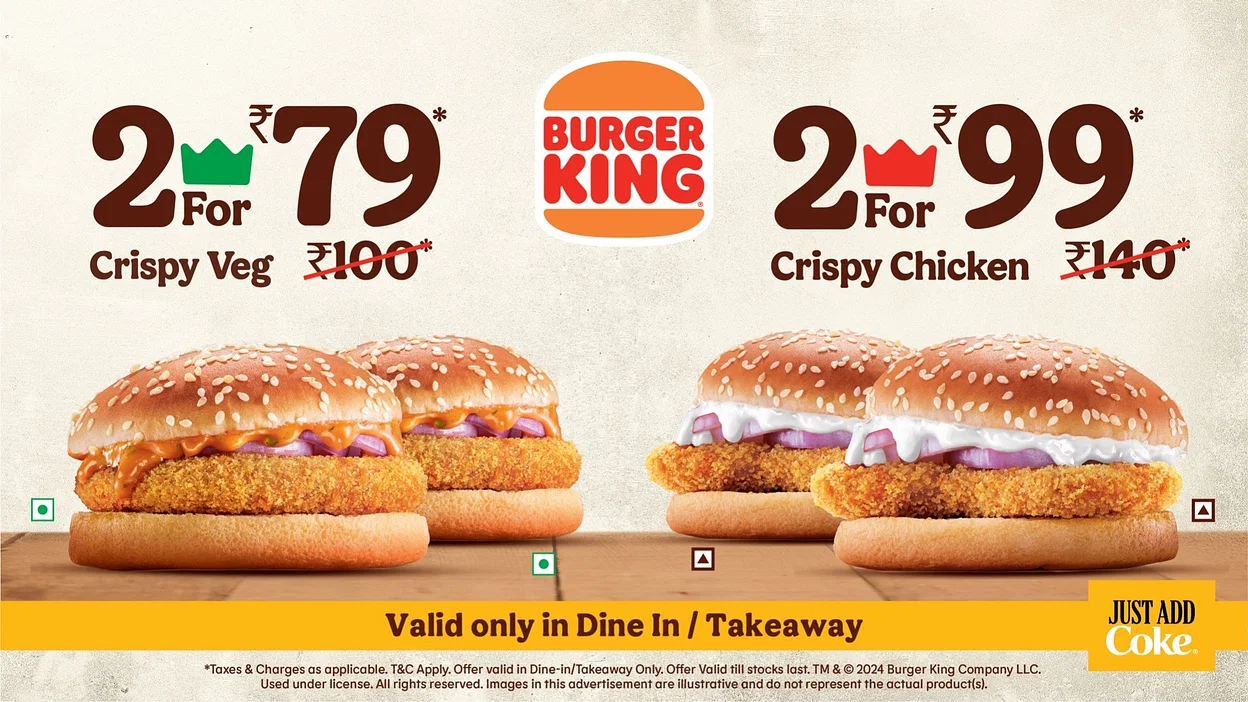 2 For ₹79*
Crispy Veg ₹100*
BURGER
KING®
2 For ₹99*
Crispy Chicken ₹140*
Valid only in Dine In / Takeaway
JUST ADD
Coke®
*Taxes & Charges as applicable. T&C Apply. Offer valid in Dine-in/Takeaway Only. Offer Valid till stocks last. TM & © 2024 Burger King Company LLC.
Used under license. All rights reserved. Images in this advertisement are illustrative and do not represent the actual product(s).